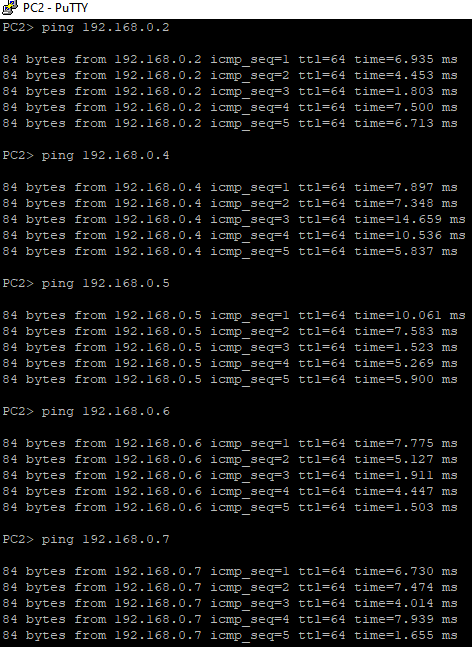 PC2 - PuTTY
PC2> ping 192.168.0.2
84 bytes from 192.168.0.2 icmp_seq=1 ttl=64 time=6.935 ms
84 bytes from 192.168.0.2 icmp_seq=2 ttl=64 time=4.453 ms
84 bytes from 192.168.0.2 icmp_seq=3 ttl=64 time=1.803 ms
84 bytes from 192.168.0.2 icmp_seq=4 ttl=64 time=7.500 ms
84 bytes from 192.168.0.2 icmp_seq=5 ttl=64 time=6.713 ms
PC2> ping 192.168.0.4
84 bytes from 192.168.0.4 icmp_seq=1 ttl=64 time=7.897 ms
84 bytes from 192.168.0.4 icmp_seq=2 ttl=64 time=7.348 ms
84 bytes from 192.168.0.4 icmp_seq=3 ttl=64 time=14.659 ms
84 bytes from 192.168.0.4 icmp_seq=4 ttl=64 time=10.536 ms
84 bytes from 192.168.0.4 icmp_seq=5 ttl=64 time=5.837 ms
PC2> ping 192.168.0.5
84 bytes from 192.168.0.5 icmp_seq=1 ttl=64 time=10.061 ms
84 bytes from 192.168.0.5 icmp_seq=2 ttl=64 time=7.583 ms
84 bytes from 192.168.0.5 icmp_seq=3 ttl=64 time=1.523 ms
84 bytes from 192.168.0.5 icmp_seq=4 ttl=64 time=5.269 ms
84 bytes from 192.168.0.5 icmp_seq=5 ttl=64 time=5.900 ms
PC2> ping 192.168.0.6
84 bytes from 192.168.0.6 icmp_seq=1 ttl=64 time=7.775 ms
84 bytes from 192.168.0.6 icmp_seq=2 ttl=64 time=5.127 ms
84 bytes from 192.168.0.6 icmp_seq=3 ttl=64 time=1.911 ms
84 bytes from 192.168.0.6 icmp_seq=4 ttl=64 time=4.447 ms
84 bytes from 192.168.0.6 icmp_seq=5 ttl=64 time=1.503 ms
PC2> ping 192.168.0.7
84 bytes from 192.168.0.7 icmp_seq=1 ttl=64 time=6.730 ms
84 bytes from 192.168.0.7 icmp_seq=2 ttl=64 time=7.474 ms
84 bytes from 192.168.0.7 icmp_seq=3 ttl=64 time=4.014 ms
84 bytes from 192.168.0.7 icmp_seq=4 ttl=64 time=7.939 ms
84 bytes from 192.168.0.7 icmp_seq=5 ttl=64 time=1.655 ms